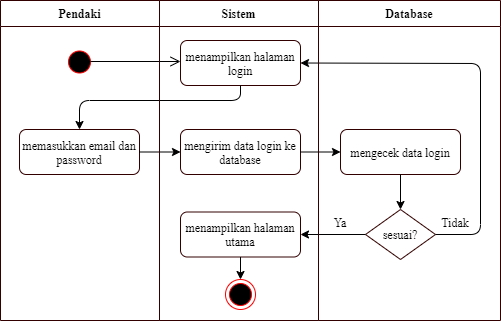 Pendaki
Sistem
Database
menampilkan halaman
login
memasukkan email dan
password
mengirim data login ke
database
mengecek data login
menampilkan halaman
utama
Ya
sesuai?
Tidak